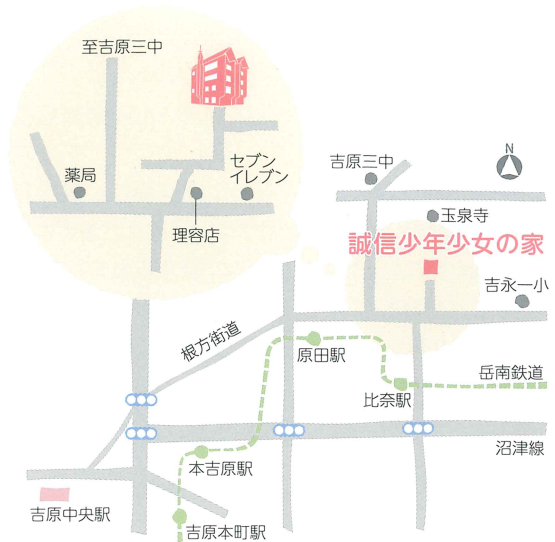 至吉原三中
薬局
セブン
イレブン
理容店
吉原三中
N
玉泉寺
誠信少年少女の家
吉永一小
根方街道
原田駅
岳南鉄道
比奈駅
沼津線
本吉原駅
吉原中央駅
吉原本町駅